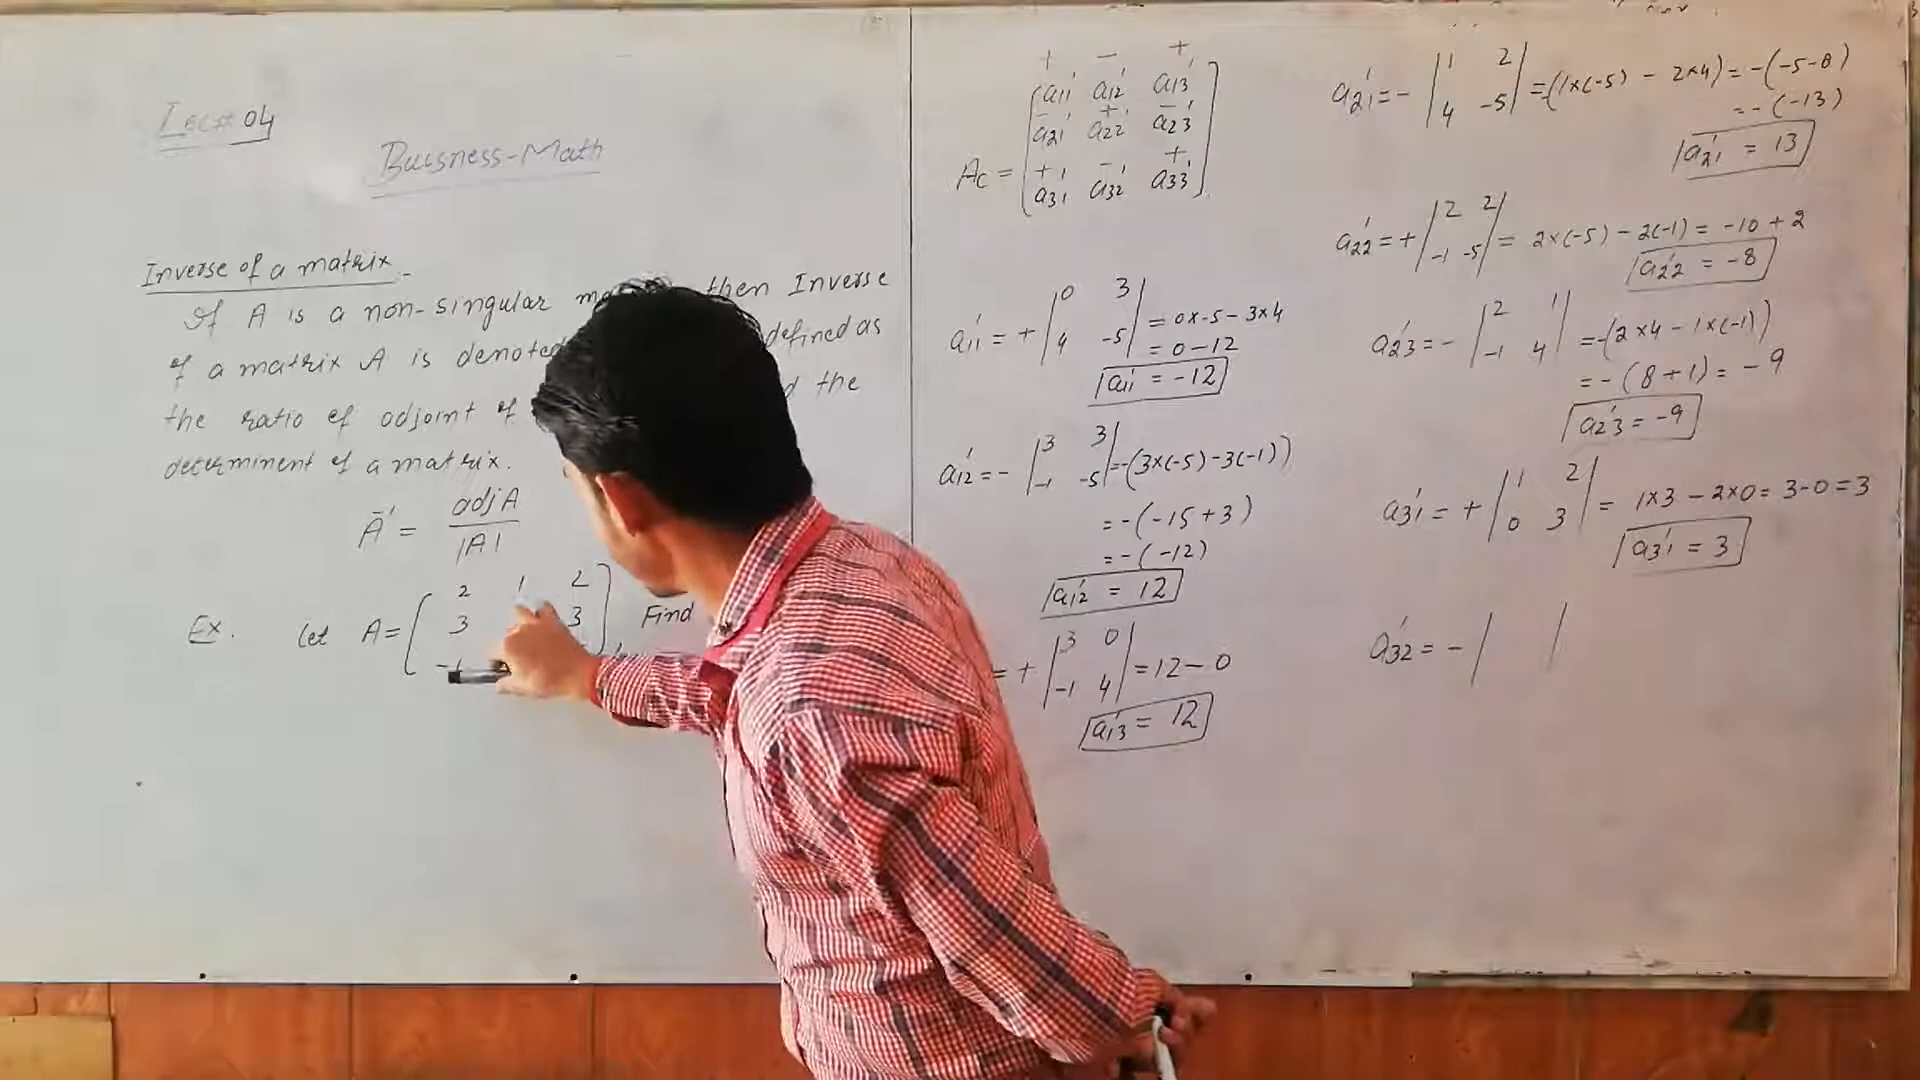 Lec# 04
Buisness-Math
Inverse of a matrix
If A is a non-singular then Inverse
of a matrix A is denoted defined as
the ratio of adjoint of the
determinent of a matrix.
A⁻¹ = adjA / |A|
Ex. Let A= [2 1 2
3 3
-1
Find
+ - +
a₁₁' a₁₂' a₁₃'
- + -
a₂₁' a₂₂' a₂₃'
Ac =
+ - +
a₃₁' a₃₂' a₃₃'
a₁₁' = + |0 3
4 -5| = 0×-5 - 3×4
= 0-12
a₁₁' = -12
a₁₂' = - |3 3
-1 -5| =-(3×(-5)-3(-1))
= -(-15+3)
= -(-12)
a₁₂' = 12
= + |3 0
-1 4| = 12-0
a₁₃' = 12
a₂₁' = - |1 2
4 -5| = -(1×(-5) - 2×4) = -(-5-8)
= -(-13)
a₂₁' = 13
a₂₂' = + |2 2
-1 -5| = 2×(-5) - 2(-1) = -10+2
a₂₂' = -8
a₂₃' = - |2 1
-1 4| = -(2×4 - 1×(-1))
= -(8+1) = -9
a₂₃' = -9
a₃₁' = + |1 2
0 3| = 1×3 - 2×0 = 3-0 = 3
a₃₁' = 3
a₃₂' = - | |